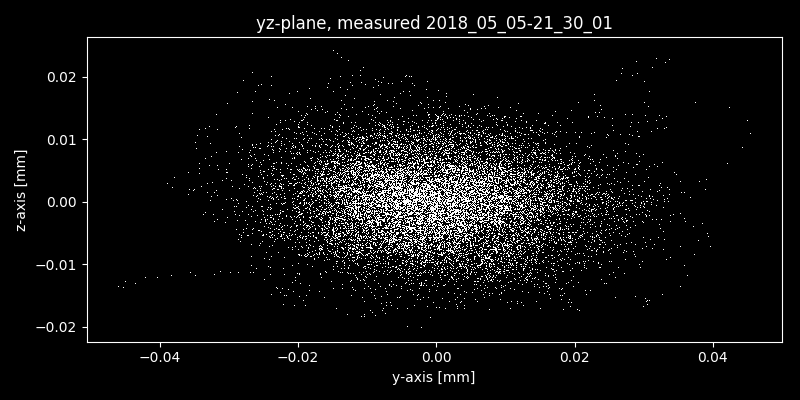 yz-plane, measured 2018_05_05-21_30_01
0.02
0.01
0.00
−0.01
−0.02
z-axis [mm]
−0.04 −0.02 0.00 0.02 0.04
y-axis [mm]